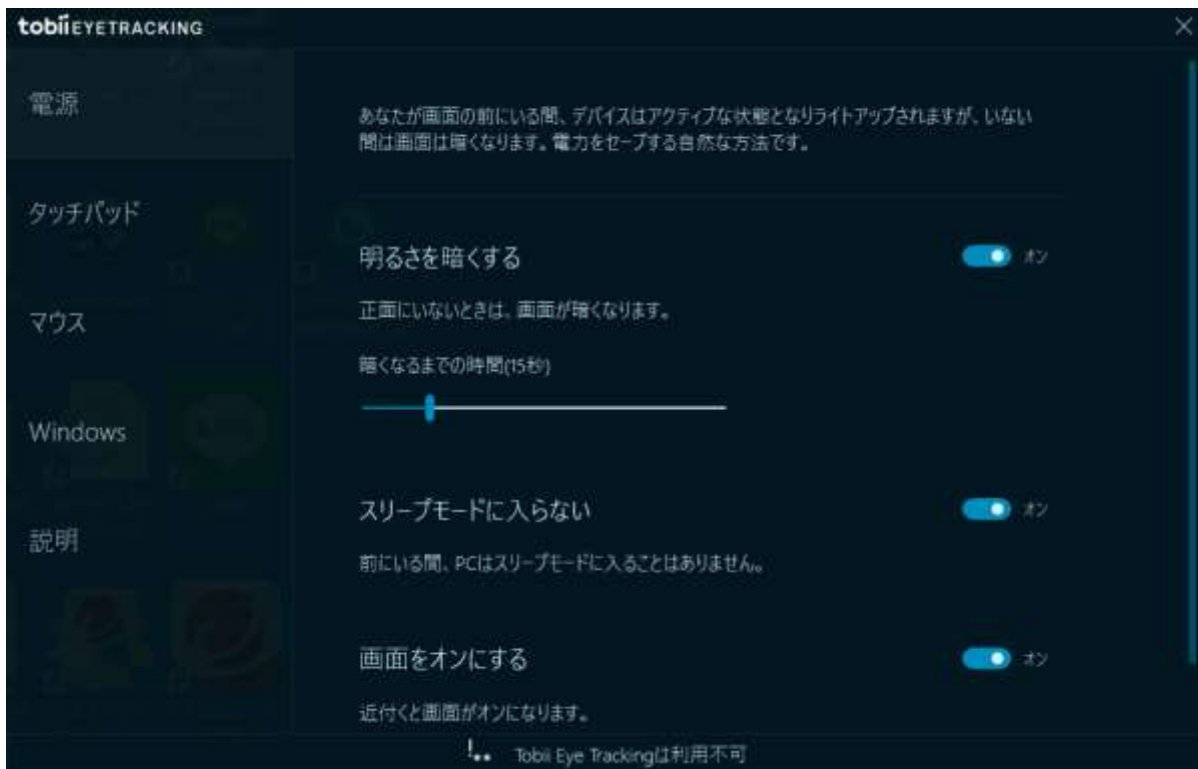 tobii EYETRACKING
電源
タッチパッド
マウス
Windows
説明
あなたが画面の前にいる間、デバイスはアクティブな状態となりライトアップされますが、いない
間は画面は暗くなります。電力をセーブする自然な方法です。
明るさを暗くする
オン
正面にいないときは、画面が暗くなります。
暗くなるまでの時間(15秒)
スリープモードに入らない
オン
前にいる間、PCはスリープモードに入ることはありません。
画面をオンにする
オン
近付くと画面がオンになります。
Tobii Eye Trackingは利用不可